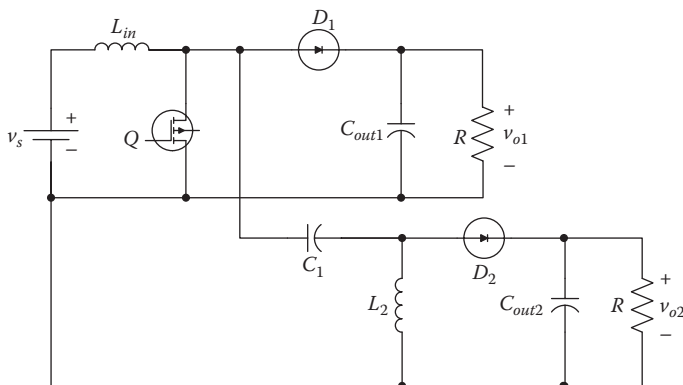 L_in
D_1
+
v_s
−
Q
C_out1
R
+
v_o1
−
C_1
D_2
L_2
C_out2
R
+
v_o2
−